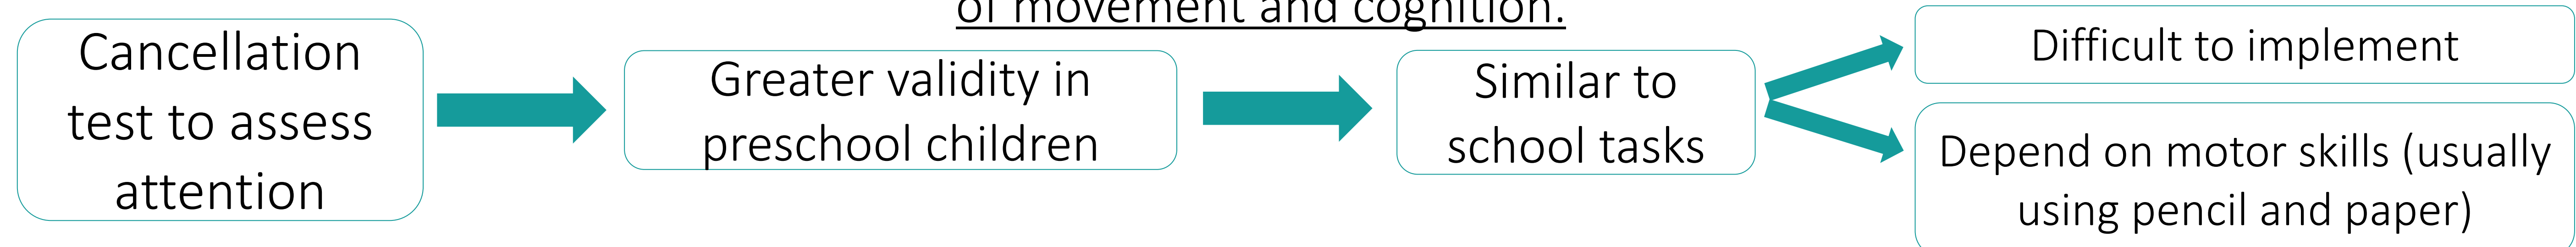 of movement and cognition.
Cancellation
test to assess
attention
Greater validity in
preschool children
Similar to
school tasks
Difficult to implement
Depend on motor skills (usually
using pencil and paper)